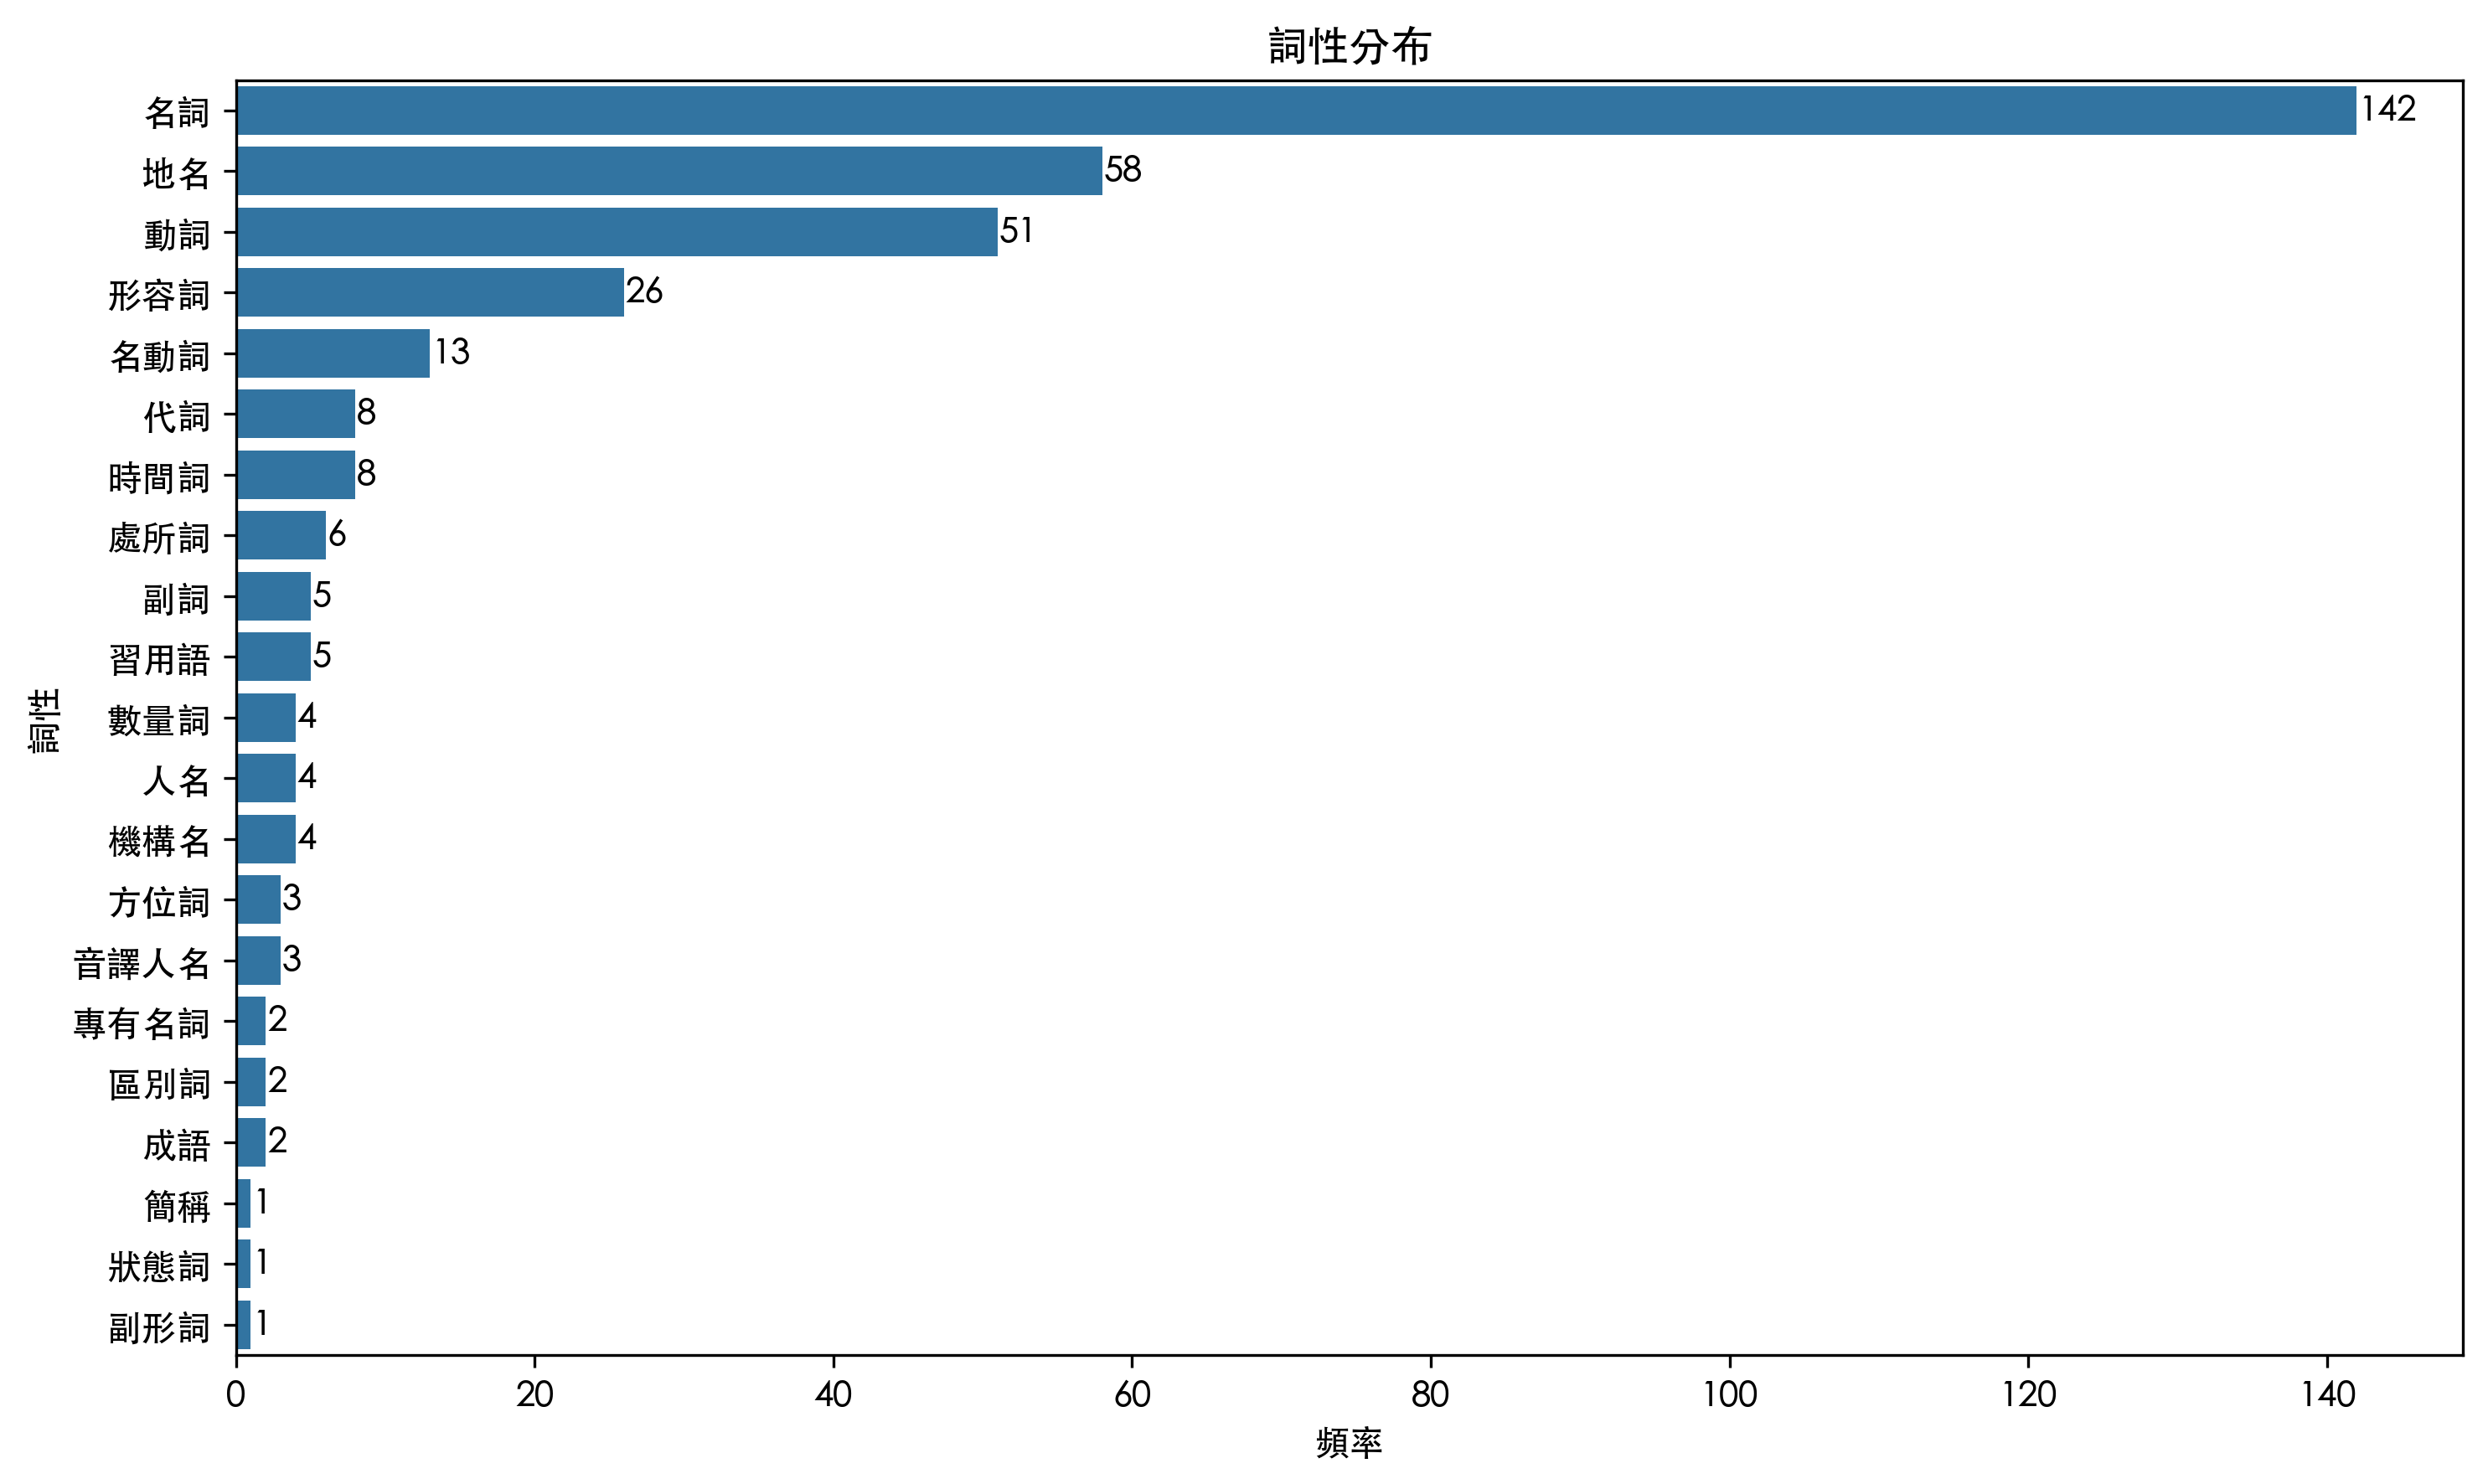 詞性分布
名詞 142
地名 58
動詞 51
形容詞 26
名動詞 13
代詞 8
時間詞 8
處所詞 6
副詞 5
習用語 5
數量詞 4
人名 4
機構名 4
方位詞 3
音譯人名 3
專有名詞 2
區別詞 2
成語 2
簡稱 1
狀態詞 1
副形詞 1
詞性
0 20 40 60 80 100 120 140
頻率